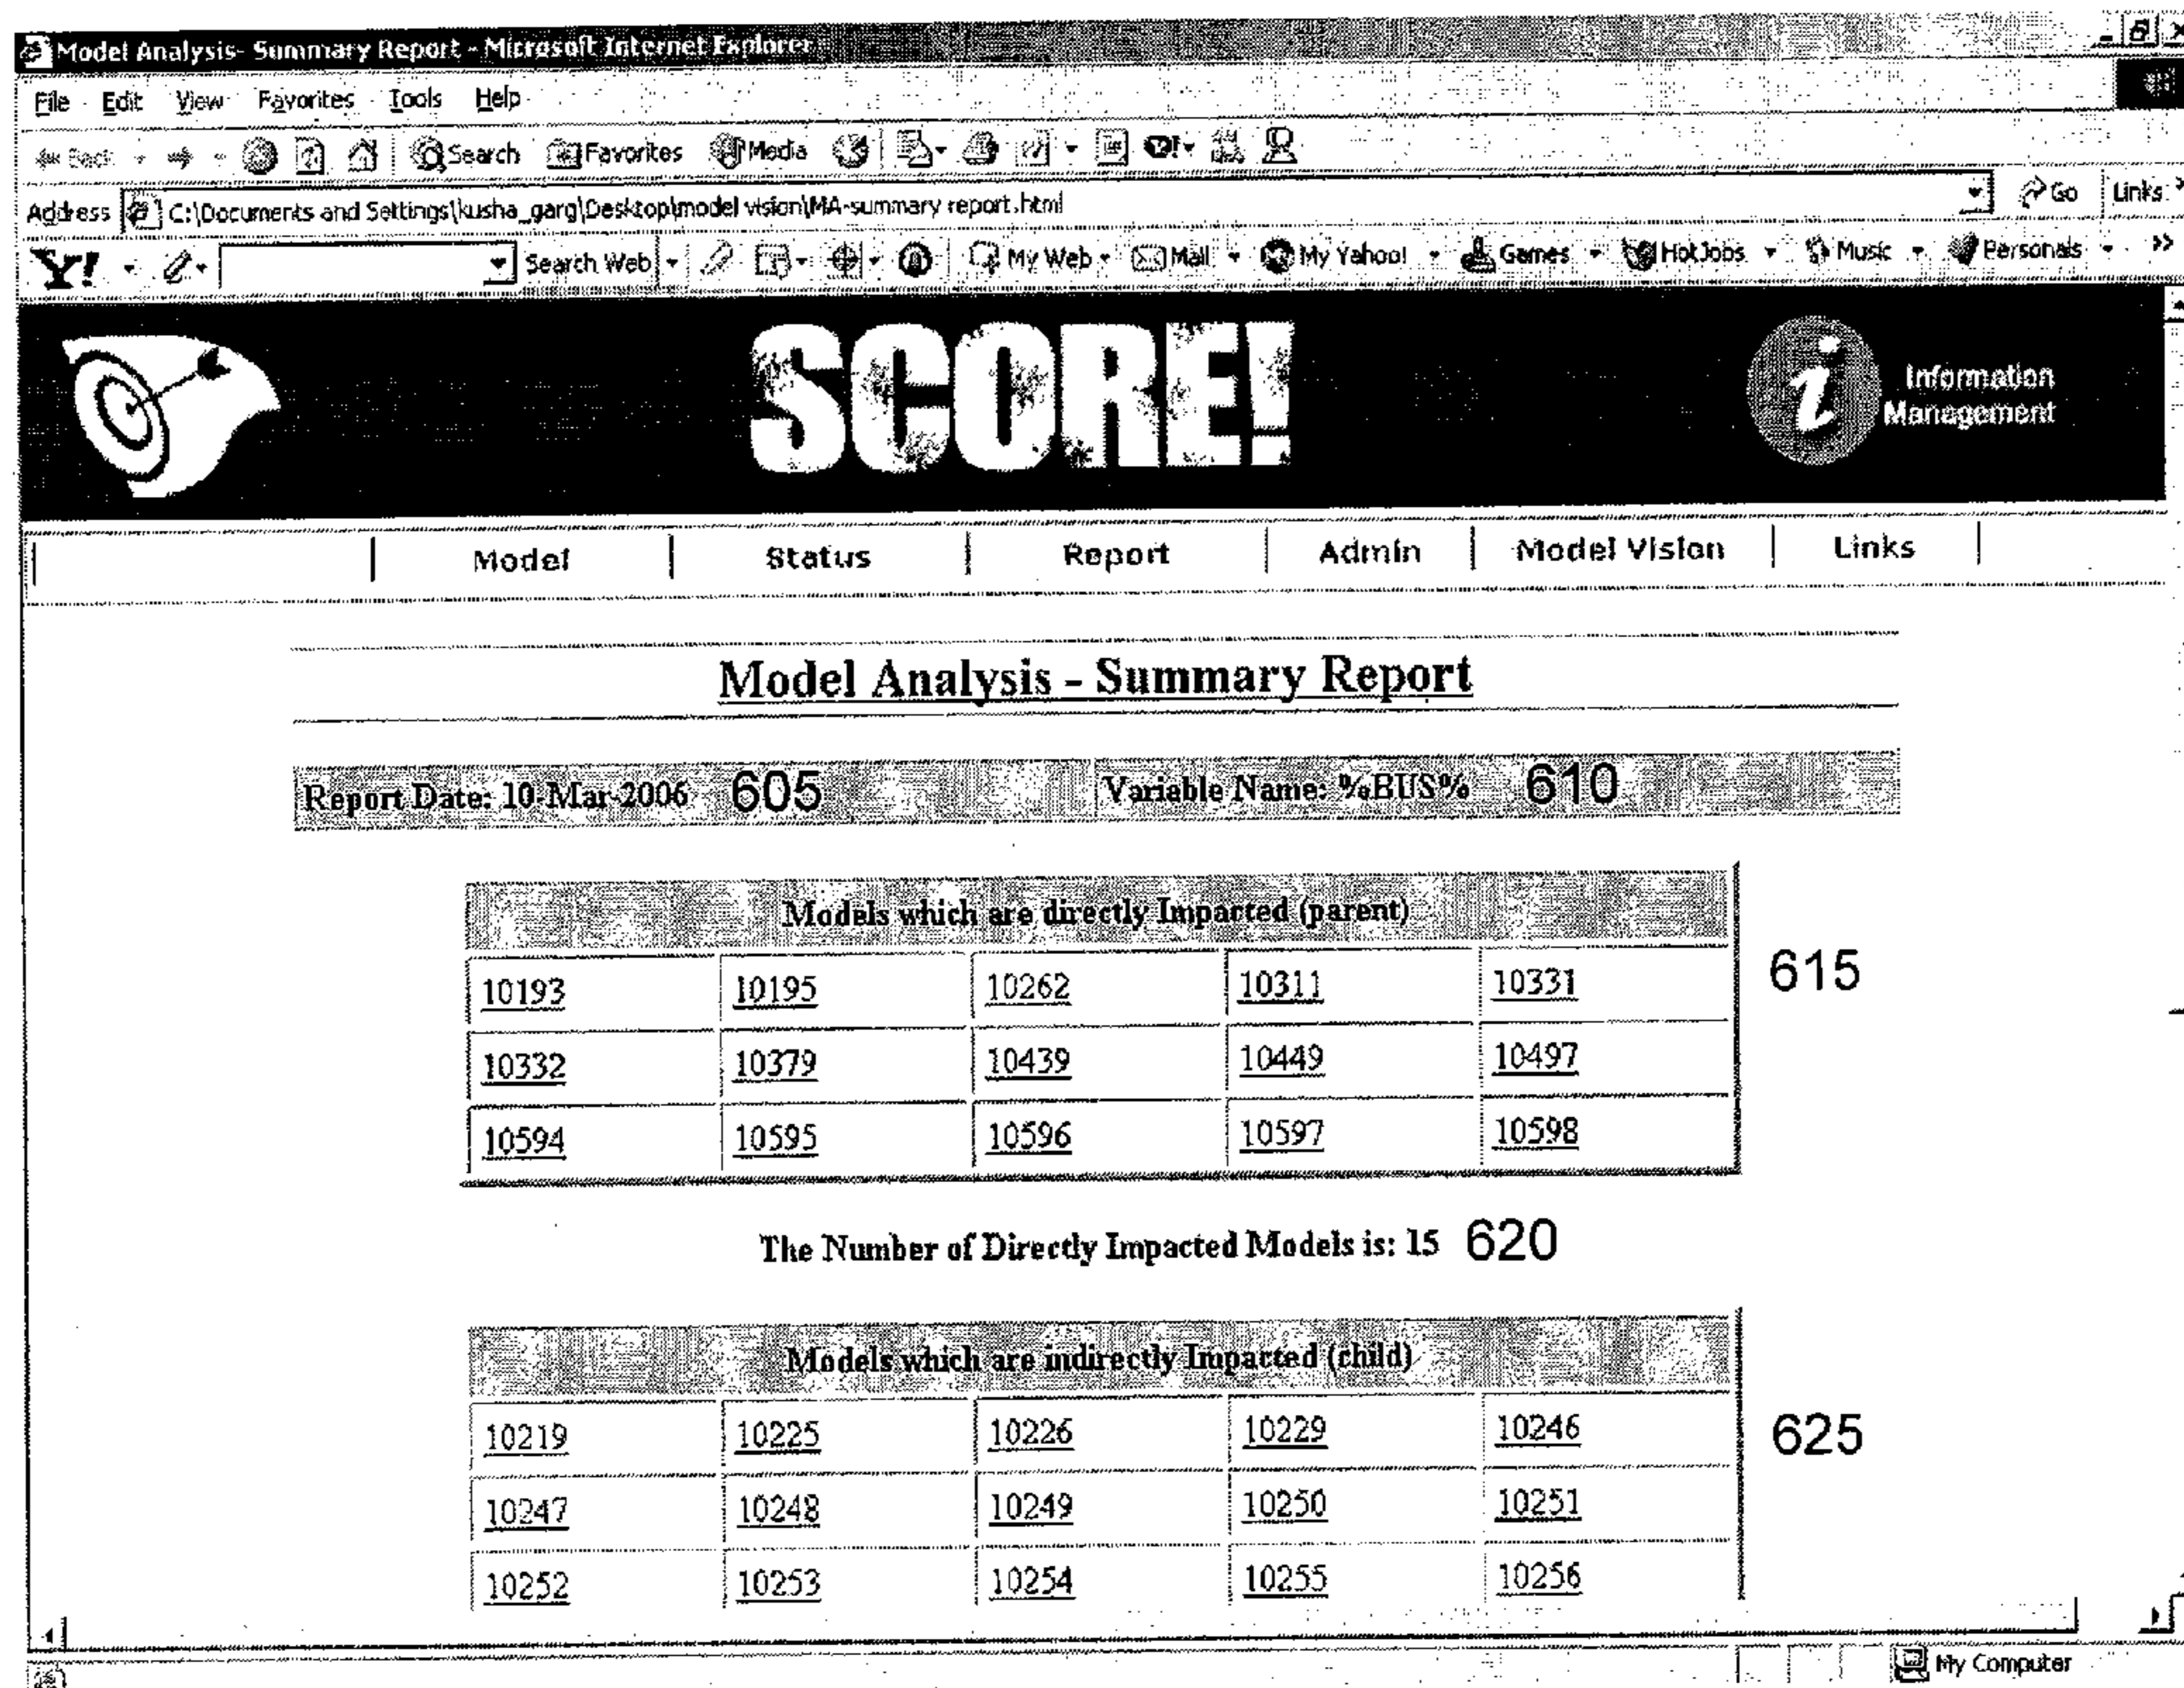 Model Analysis- Summary Report - Microsoft Internet Explorer
File Edit View Favorites Tools Help
Back Search Favorites Media
Address C:\Documents and Settings\kusha_garg\Desktop\model vision\MA-summary report.html Go Links »
Y! Search Web My Web Mail My Yahoo! Games HotJobs Music Personals »
SCORE! i Information
Management
Model Status Report Admin Model Vision Links
Model Analysis - Summary Report
Report Date: 10-Mar-2006 605 Variable Name: %BUS% 610
Models which are directly Impacted (parent)
10193 10195 10262 10311 10331 615
10332 10379 10439 10449 10497
10594 10595 10596 10597 10598
The Number of Directly Impacted Models is: 15 620
Models which are indirectly Impacted (child)
10219 10225 10226 10229 10246 625
10247 10248 10249 10250 10251
10252 10253 10254 10255 10256
My Computer